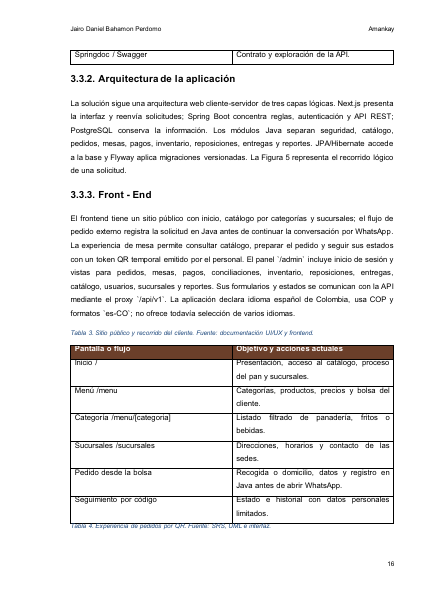 Jairo Daniel Bahamon Perdomo Amankay
Springdoc / Swagger Contrato y exploración de la API.
3.3.2. Arquitectura de la aplicación
La solución sigue una arquitectura web cliente-servidor de tres capas lógicas. Next.js presenta
la interfaz y reenvía solicitudes; Spring Boot concentra reglas, autenticación y API REST;
PostgreSQL conserva la información. Los módulos Java separan seguridad, catálogo,
pedidos, mesas, pagos, inventario, reposiciones, entregas y reportes. JPA/Hibernate accede
a la base y Flyway aplica migraciones versionadas. La Figura 5 representa el recorrido lógico
de una solicitud.
3.3.3. Front - End
El frontend tiene un sitio público con inicio, catálogo por categorías y sucursales; el flujo de
pedido externo registra la solicitud en Java antes de continuar la conversación por WhatsApp.
La experiencia de mesa permite consultar catálogo, preparar el pedido y seguir sus estados
con un token QR temporal emitido por el personal. El panel `/admin` incluye inicio de sesión y
vistas para pedidos, mesas, pagos, conciliaciones, inventario, reposiciones, entregas,
catálogo, usuarios, sucursales y reportes. Sus formularios y estados se comunican con la API
mediante el proxy `/api/v1`. La aplicación declara idioma español de Colombia, usa COP y
formatos `es-CO`; no ofrece todavía selección de varios idiomas.
Tabla 3. Sitio público y recorrido del cliente. Fuente: documentación UI/UX y frontend.
Pantalla o flujo Objetivo y acciones actuales
Inicio / Presentación, acceso al catálogo, proceso
del pan y sucursales.
Menú /menu Categorías, productos, precios y bolsa del
cliente.
Categoría /menu/[categoria] Listado filtrado de panadería, fritos o
bebidas.
Sucursales /sucursales Direcciones, horarios y contacto de las
sedes.
Pedido desde la bolsa Recogida o domicilio, datos y registro en
Java antes de abrir WhatsApp.
Seguimiento por código Estado e historial con datos personales
limitados.
Tabla 4. Experiencia de pedidos por QR. Fuente: SRS, UML e interfaz.
16